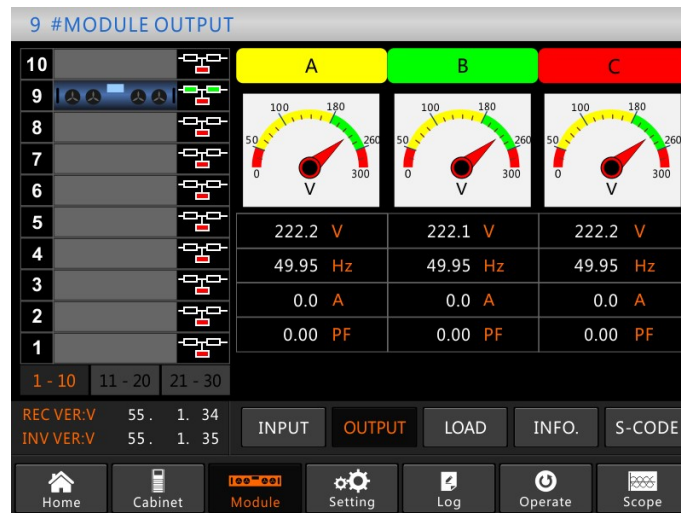 9 #MODULE OUTPUT
10
9
8
7
6
5
4
3
2
1
1 - 10 11 - 20 21 - 30
REC VER:V 55. 1. 34
INV VER:V 55. 1. 35
A B C
0 50 100 180 260 300 V
0 50 100 180 260 300 V
0 50 100 180 260 300 V
222.2 V 222.1 V 222.2 V
49.95 Hz 49.95 Hz 49.95 Hz
0.0 A 0.0 A 0.0 A
0.00 PF 0.00 PF 0.00 PF
INPUT OUTPUT LOAD INFO. S-CODE
Home Cabinet Module Setting Log Operate Scope